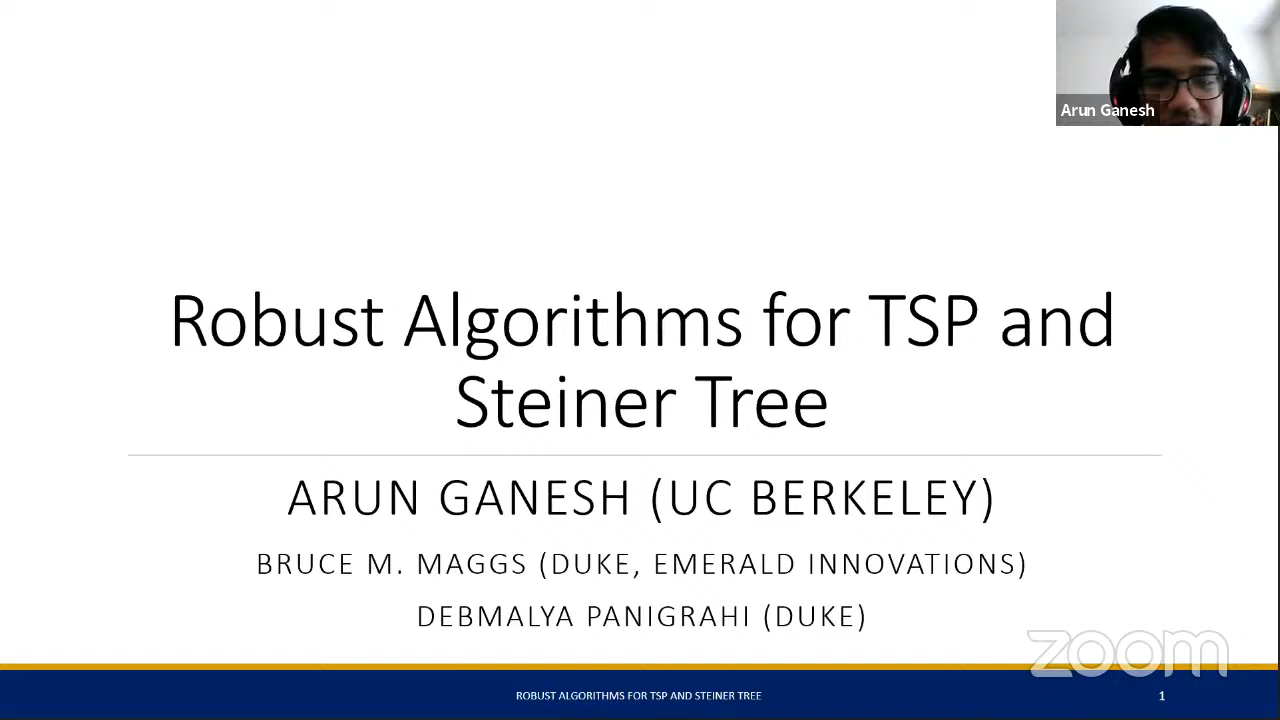 Arun Ganesh
Robust Algorithms for TSP and
Steiner Tree
ARUN GANESH (UC BERKELEY)
BRUCE M. MAGGS (DUKE, EMERALD INNOVATIONS)
DEBMALYA PANIGRAHI (DUKE)
zoom
ROBUST ALGORITHMS FOR TSP AND STEINER TREE
1